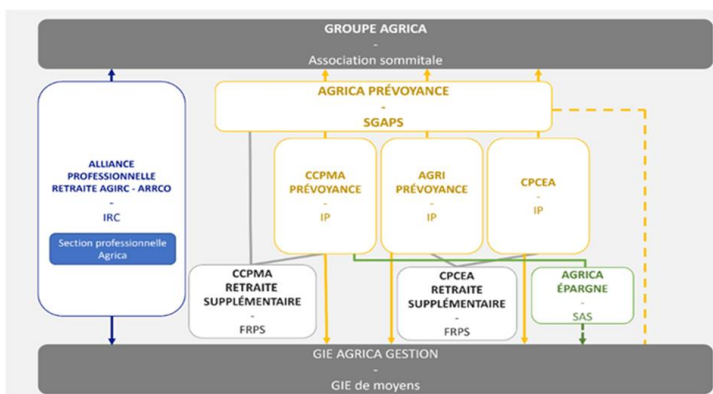 GROUPE AGRICA
-
Association sommitale
AGRICA PRÉVOYANCE
-
SGAPS
ALLIANCE
PROFESSIONNELLE
RETRAITE AGIRC - ARRCO
-
IRC
Section professionnelle
Agrica
CCPMA
PRÉVOYANCE
-
IP
AGRI
PRÉVOYANCE
-
IP
CPCEA
-
IP
CCPMA
RETRAITE
SUPPLÉMENTAIRE
-
FRPS
CPCEA
RETRAITE
SUPPLÉMENTAIRE
-
FRPS
AGRICA
ÉPARGNE
-
SAS
GIE AGRICA GESTION
-
GIE de moyens